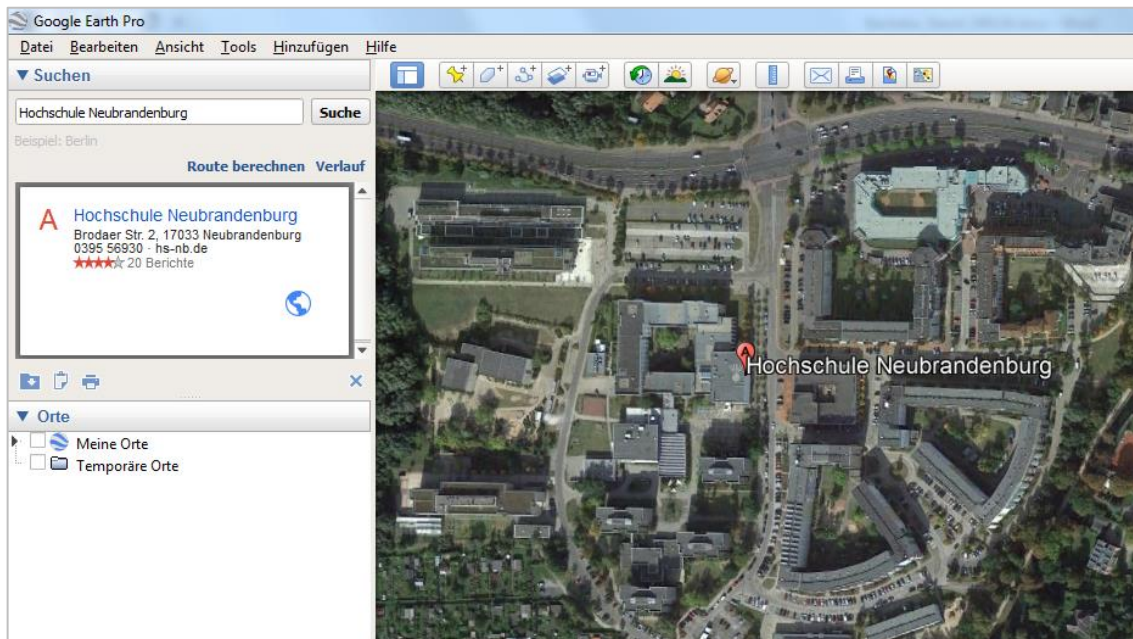 Google Earth Pro
Datei Bearbeiten Ansicht Tools Hinzufügen Hilfe
▼ Suchen
Hochschule Neubrandenburg Suche
Beispiel: Berlin
Route berechnen Verlauf
A Hochschule Neubrandenburg
Brodaer Str. 2, 17033 Neubrandenburg
0395 56930 - hs-nb.de
20 Berichte
▼ Orte
Meine Orte
Temporäre Orte
A
Hochschule Neubrandenburg